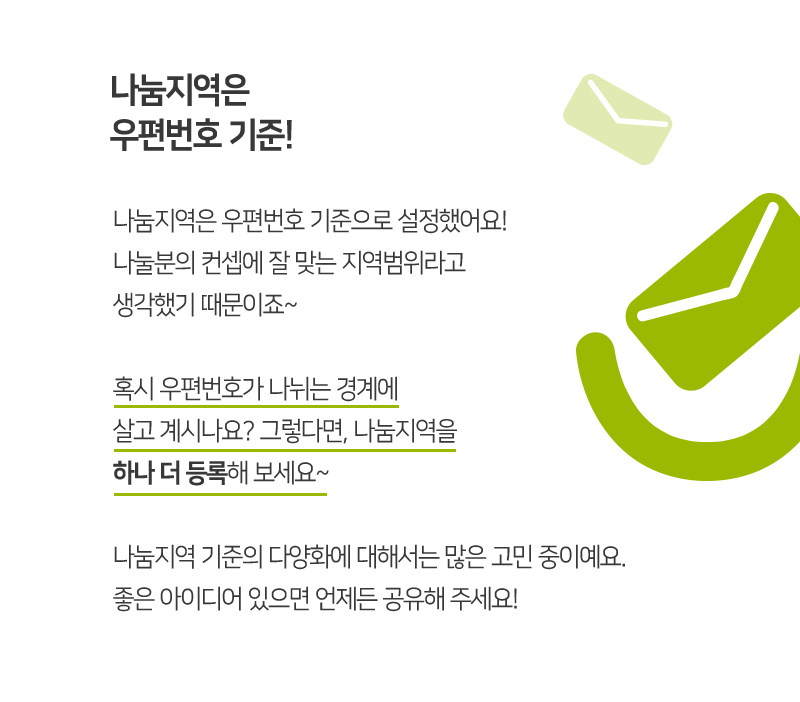 나눔지역은
우편번호 기준!
나눔지역은 우편번호 기준으로 설정했어요!
나눌분의 컨셉에 잘 맞는 지역범위라고
생각했기 때문이죠~
혹시 우편번호가 나뉘는 경계에
살고 계시나요? 그렇다면, 나눔지역을
하나 더 등록해 보세요~
나눔지역 기준의 다양화에 대해서는 많은 고민 중이예요.
좋은 아이디어 있으면 언제든 공유해 주세요!